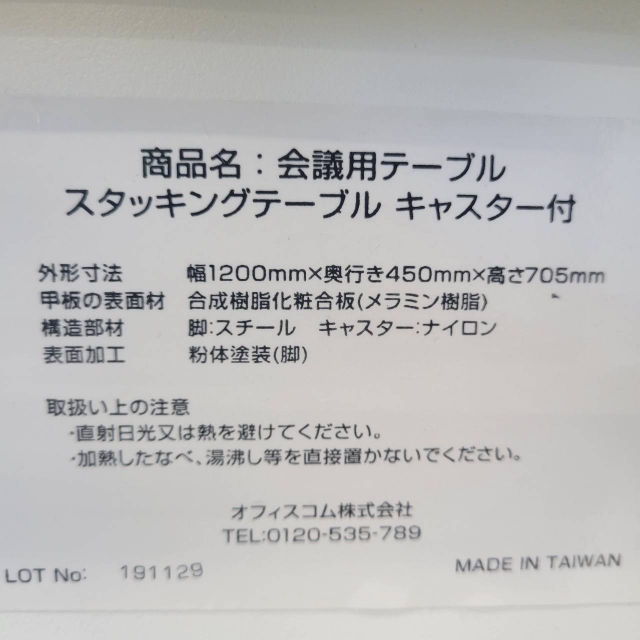 商品名：会議用テーブル
スタッキングテーブル キャスター付
外形寸法 幅1200mm×奥行き450mm×高さ705mm
甲板の表面材 合成樹脂化粧合板(メラミン樹脂)
構造部材 脚:スチール キャスター:ナイロン
表面加工 粉体塗装(脚)
取扱い上の注意
・直射日光又は熱を避けてください。
・加熱したなべ、湯沸し等を直接置かないでください。
オフィスコム株式会社
TEL:0120-535-789
LOT No: 191129 MADE IN TAIWAN